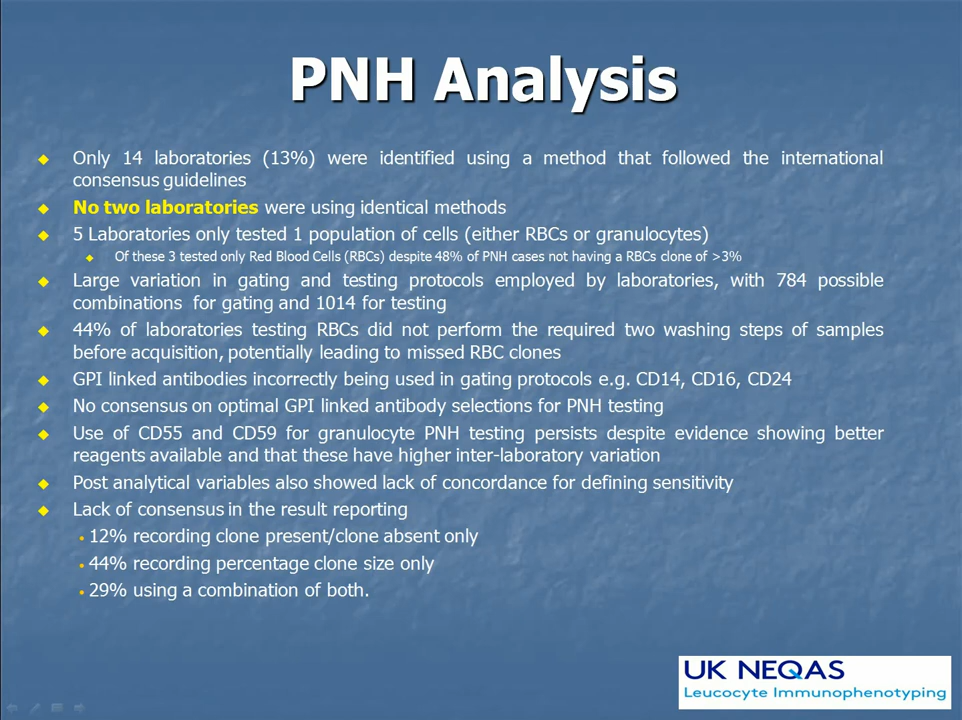 PNH Analysis
Only 14 laboratories (13%) were identified using a method that followed the international
consensus guidelines
No two laboratories were using identical methods
5 Laboratories only tested 1 population of cells (either RBCs or granulocytes)
Of these 3 tested only Red Blood Cells (RBCs) despite 48% of PNH cases not having a RBCs clone of >3%
Large variation in gating and testing protocols employed by laboratories, with 784 possible
combinations for gating and 1014 for testing
44% of laboratories testing RBCs did not perform the required two washing steps of samples
before acquisition, potentially leading to missed RBC clones
GPI linked antibodies incorrectly being used in gating protocols e.g. CD14, CD16, CD24
No consensus on optimal GPI linked antibody selections for PNH testing
Use of CD55 and CD59 for granulocyte PNH testing persists despite evidence showing better
reagents available and that these have higher inter-laboratory variation
Post analytical variables also showed lack of concordance for defining sensitivity
Lack of consensus in the result reporting
12% recording clone present/clone absent only
44% recording percentage clone size only
29% using a combination of both.
UK NEQAS
Leucocyte Immunophenotyping